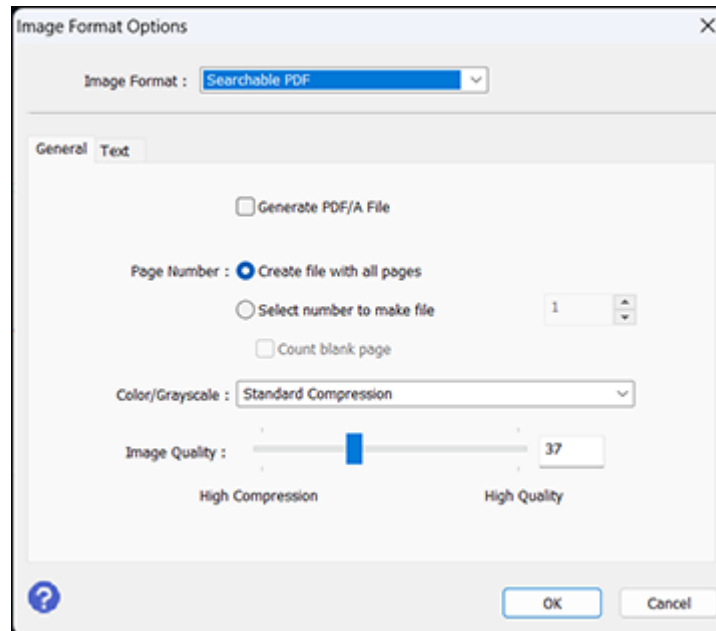 Image Format Options
Image Format : Searchable PDF
General Text
Generate PDF/A File
Page Number : Create file with all pages
Select number to make file 1
Count blank page
Color/Grayscale : Standard Compression
Image Quality : 37
High Compression High Quality
? OK Cancel